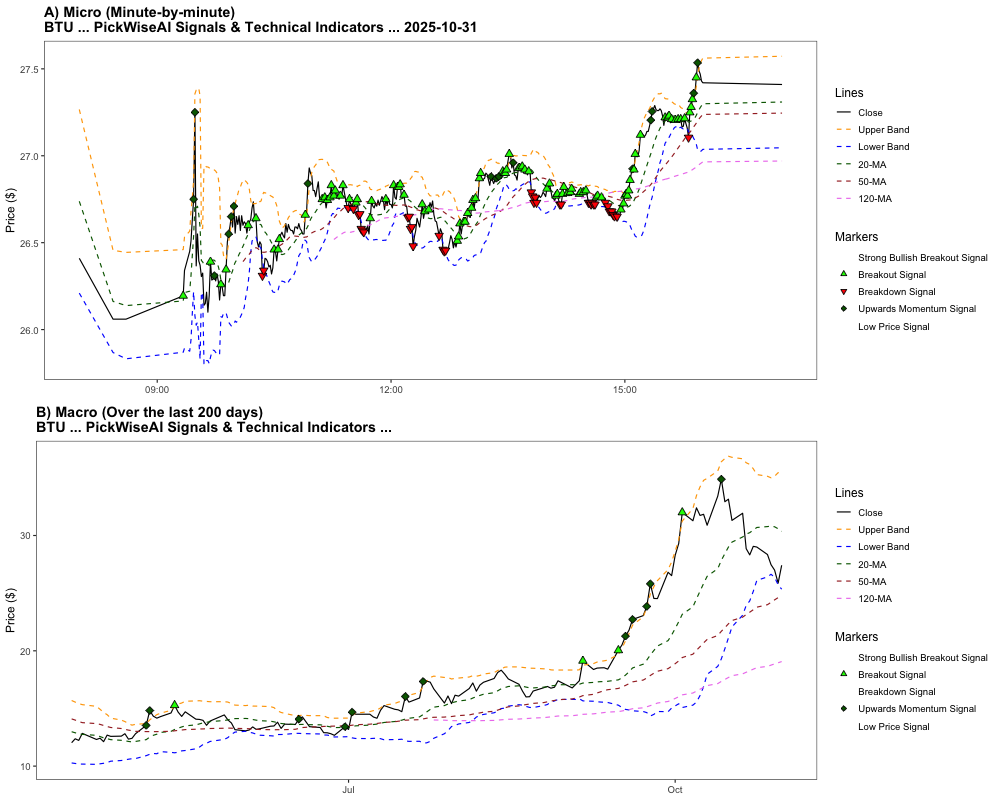 A) Micro (Minute-by-minute)
BTU ... PickWiseAI Signals & Technical Indicators ... 2025-10-31
Price ($)
27.5
27.0
26.5
26.0
09:00
12:00
15:00
Lines
Close
Upper Band
Lower Band
20-MA
50-MA
120-MA
Markers
Strong Bullish Breakout Signal
Breakout Signal
Breakdown Signal
Upwards Momentum Signal
Low Price Signal
B) Macro (Over the last 200 days)
BTU ... PickWiseAI Signals & Technical Indicators ...
Price ($)
30
20
10
Jul
Oct
Lines
Close
Upper Band
Lower Band
20-MA
50-MA
120-MA
Markers
Strong Bullish Breakout Signal
Breakout Signal
Breakdown Signal
Upwards Momentum Signal
Low Price Signal